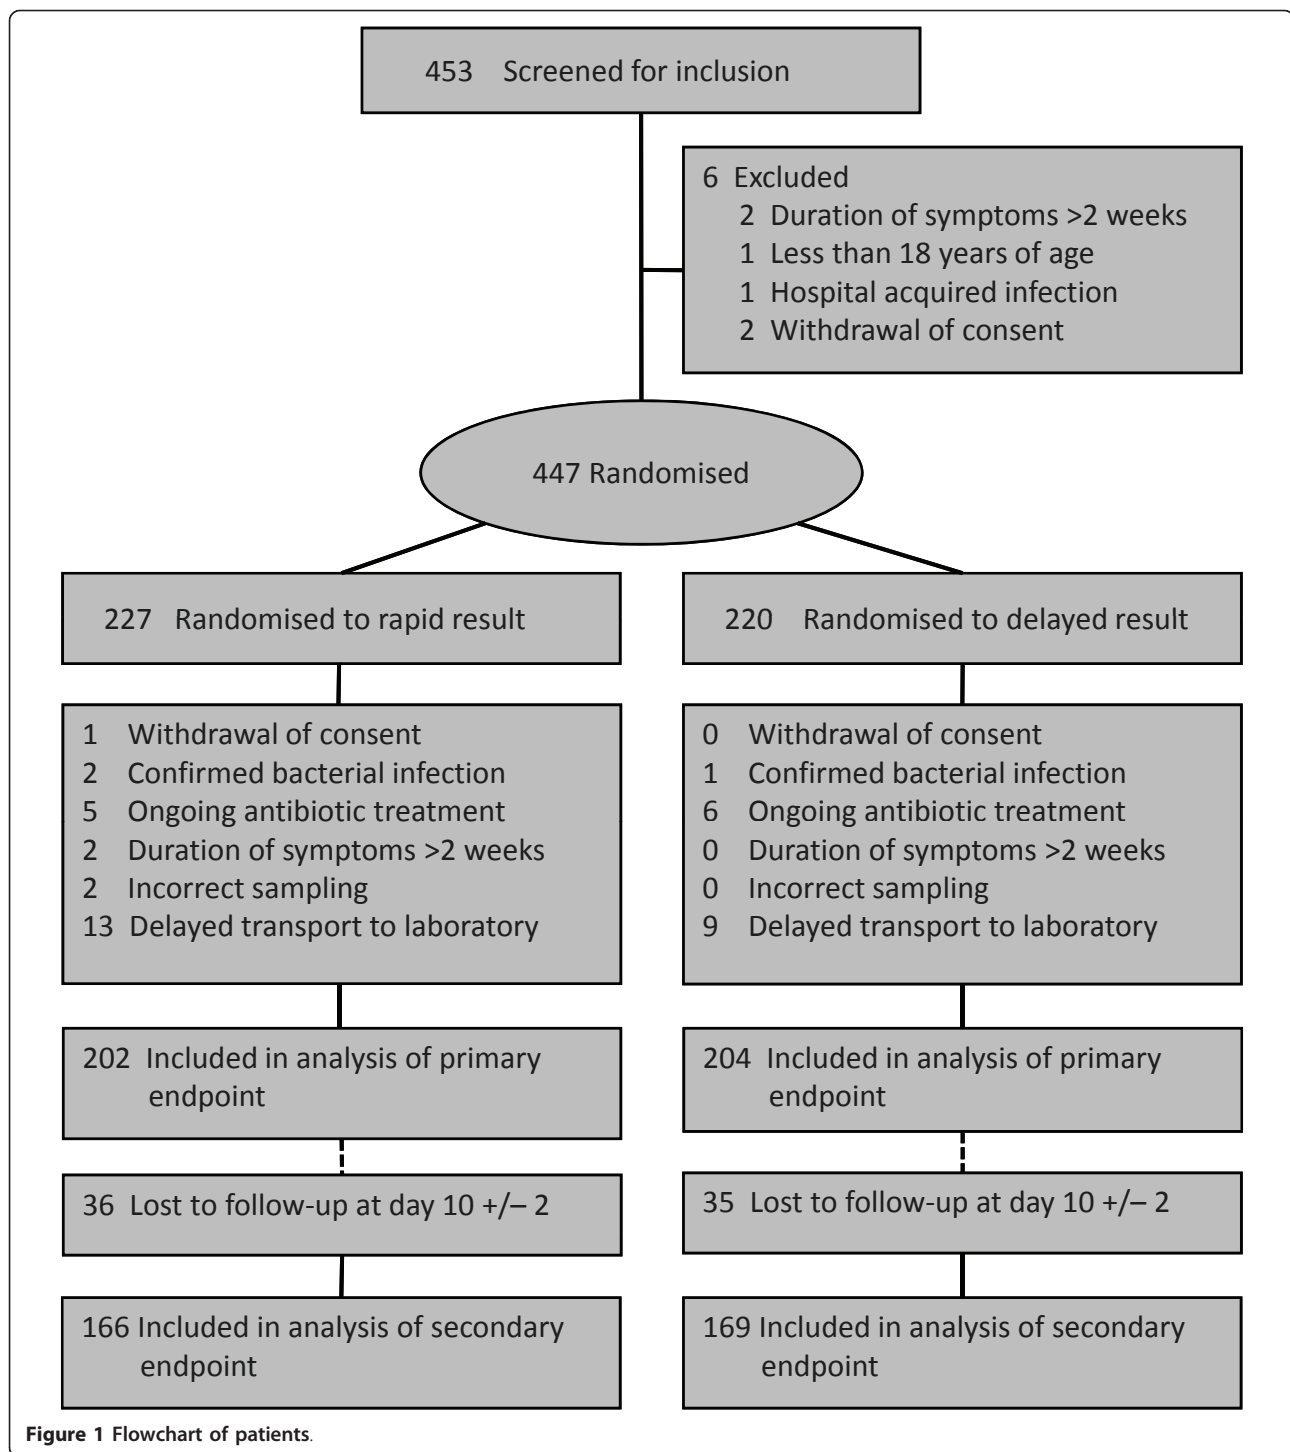 453 Screened for inclusion
6 Excluded
2 Duration of symptoms >2 weeks
1 Less than 18 years of age
1 Hospital acquired infection
2 Withdrawal of consent
447 Randomised
227 Randomised to rapid result
220 Randomised to delayed result
1 Withdrawal of consent
2 Confirmed bacterial infection
5 Ongoing antibiotic treatment
2 Duration of symptoms >2 weeks
2 Incorrect sampling
13 Delayed transport to laboratory
0 Withdrawal of consent
1 Confirmed bacterial infection
6 Ongoing antibiotic treatment
0 Duration of symptoms >2 weeks
0 Incorrect sampling
9 Delayed transport to laboratory
202 Included in analysis of primary
endpoint
204 Included in analysis of primary
endpoint
36 Lost to follow-up at day 10 +/– 2
35 Lost to follow-up at day 10 +/– 2
166 Included in analysis of secondary
endpoint
169 Included in analysis of secondary
endpoint
Figure 1 Flowchart of patients.